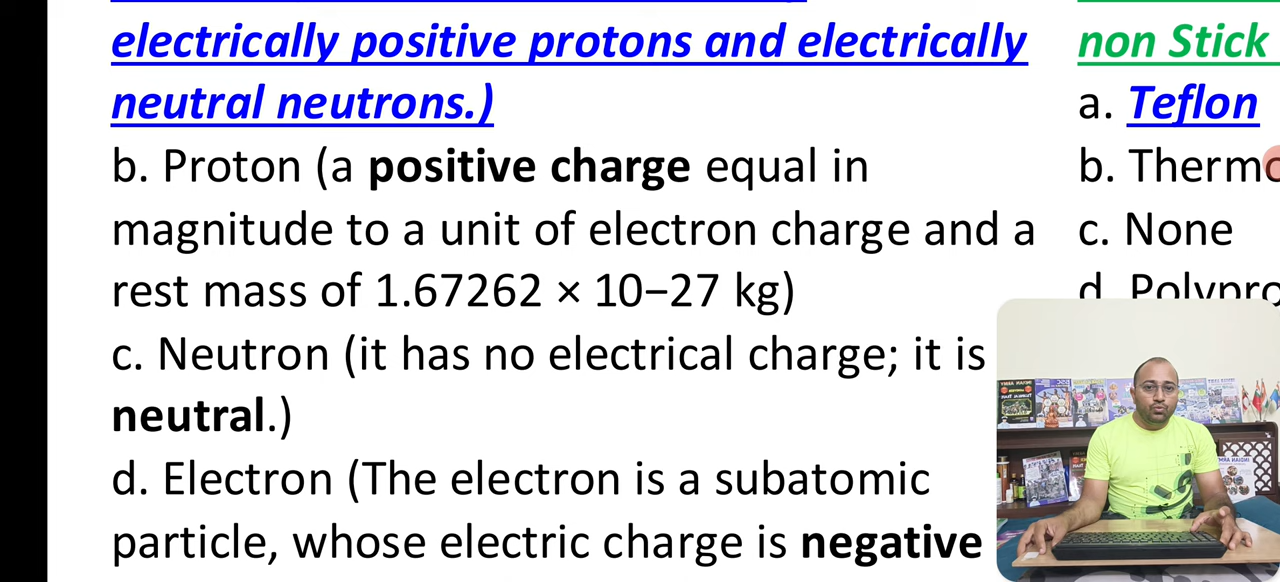 electrically positive protons and electrically
neutral neutrons.)
b. Proton (a positive charge equal in
magnitude to a unit of electron charge and a
rest mass of 1.67262 × 10−27 kg)
c. Neutron (it has no electrical charge; it is
neutral.)
d. Electron (The electron is a subatomic
particle, whose electric charge is negative
non Stick
a. Teflon
b. Thermo
c. None
d. Polypro